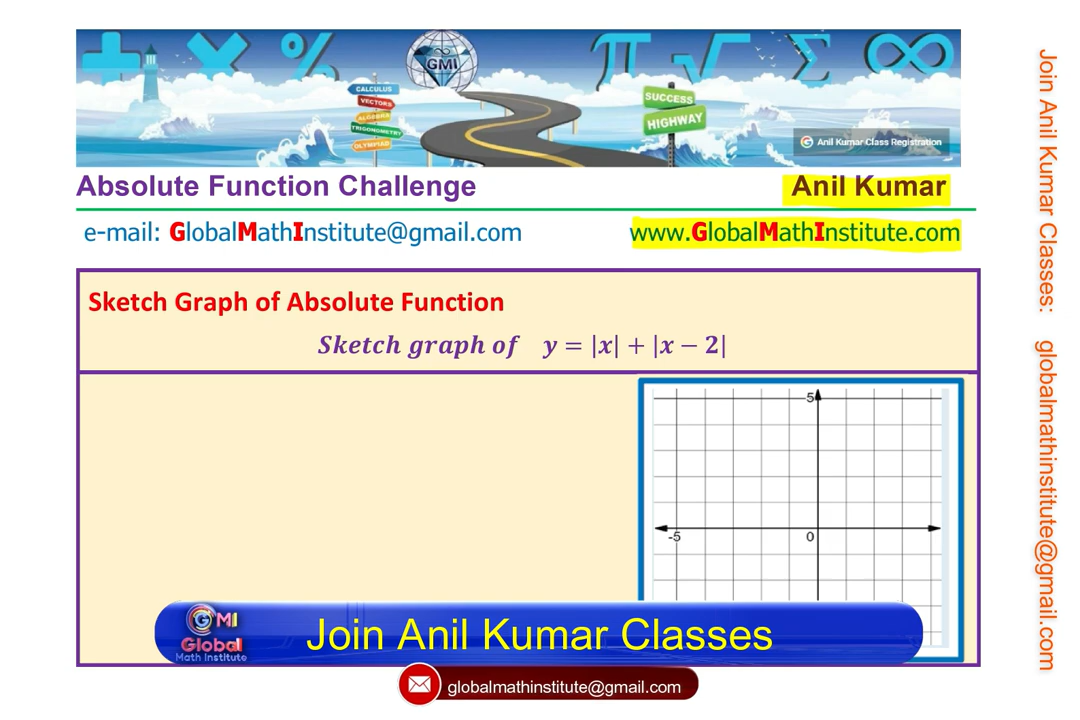 GMI
CALCULUS
VECTORS
ALGEBRA
TRIGONOMETRY
OLYMPIAD
SUCCESS
HIGHWAY
Anil Kumar Class Registration
Absolute Function Challenge
Anil Kumar
e-mail: GlobalMathInstitute@gmail.com
www.GlobalMathInstitute.com
Sketch Graph of Absolute Function
Sketch graph of y = |x| + |x − 2|
5
-5
0
GMI
Global
Math Institute
Join Anil Kumar Classes
globalmathinstitute@gmail.com
Join Anil Kumar Classes: globalmathinstitute@gmail.com